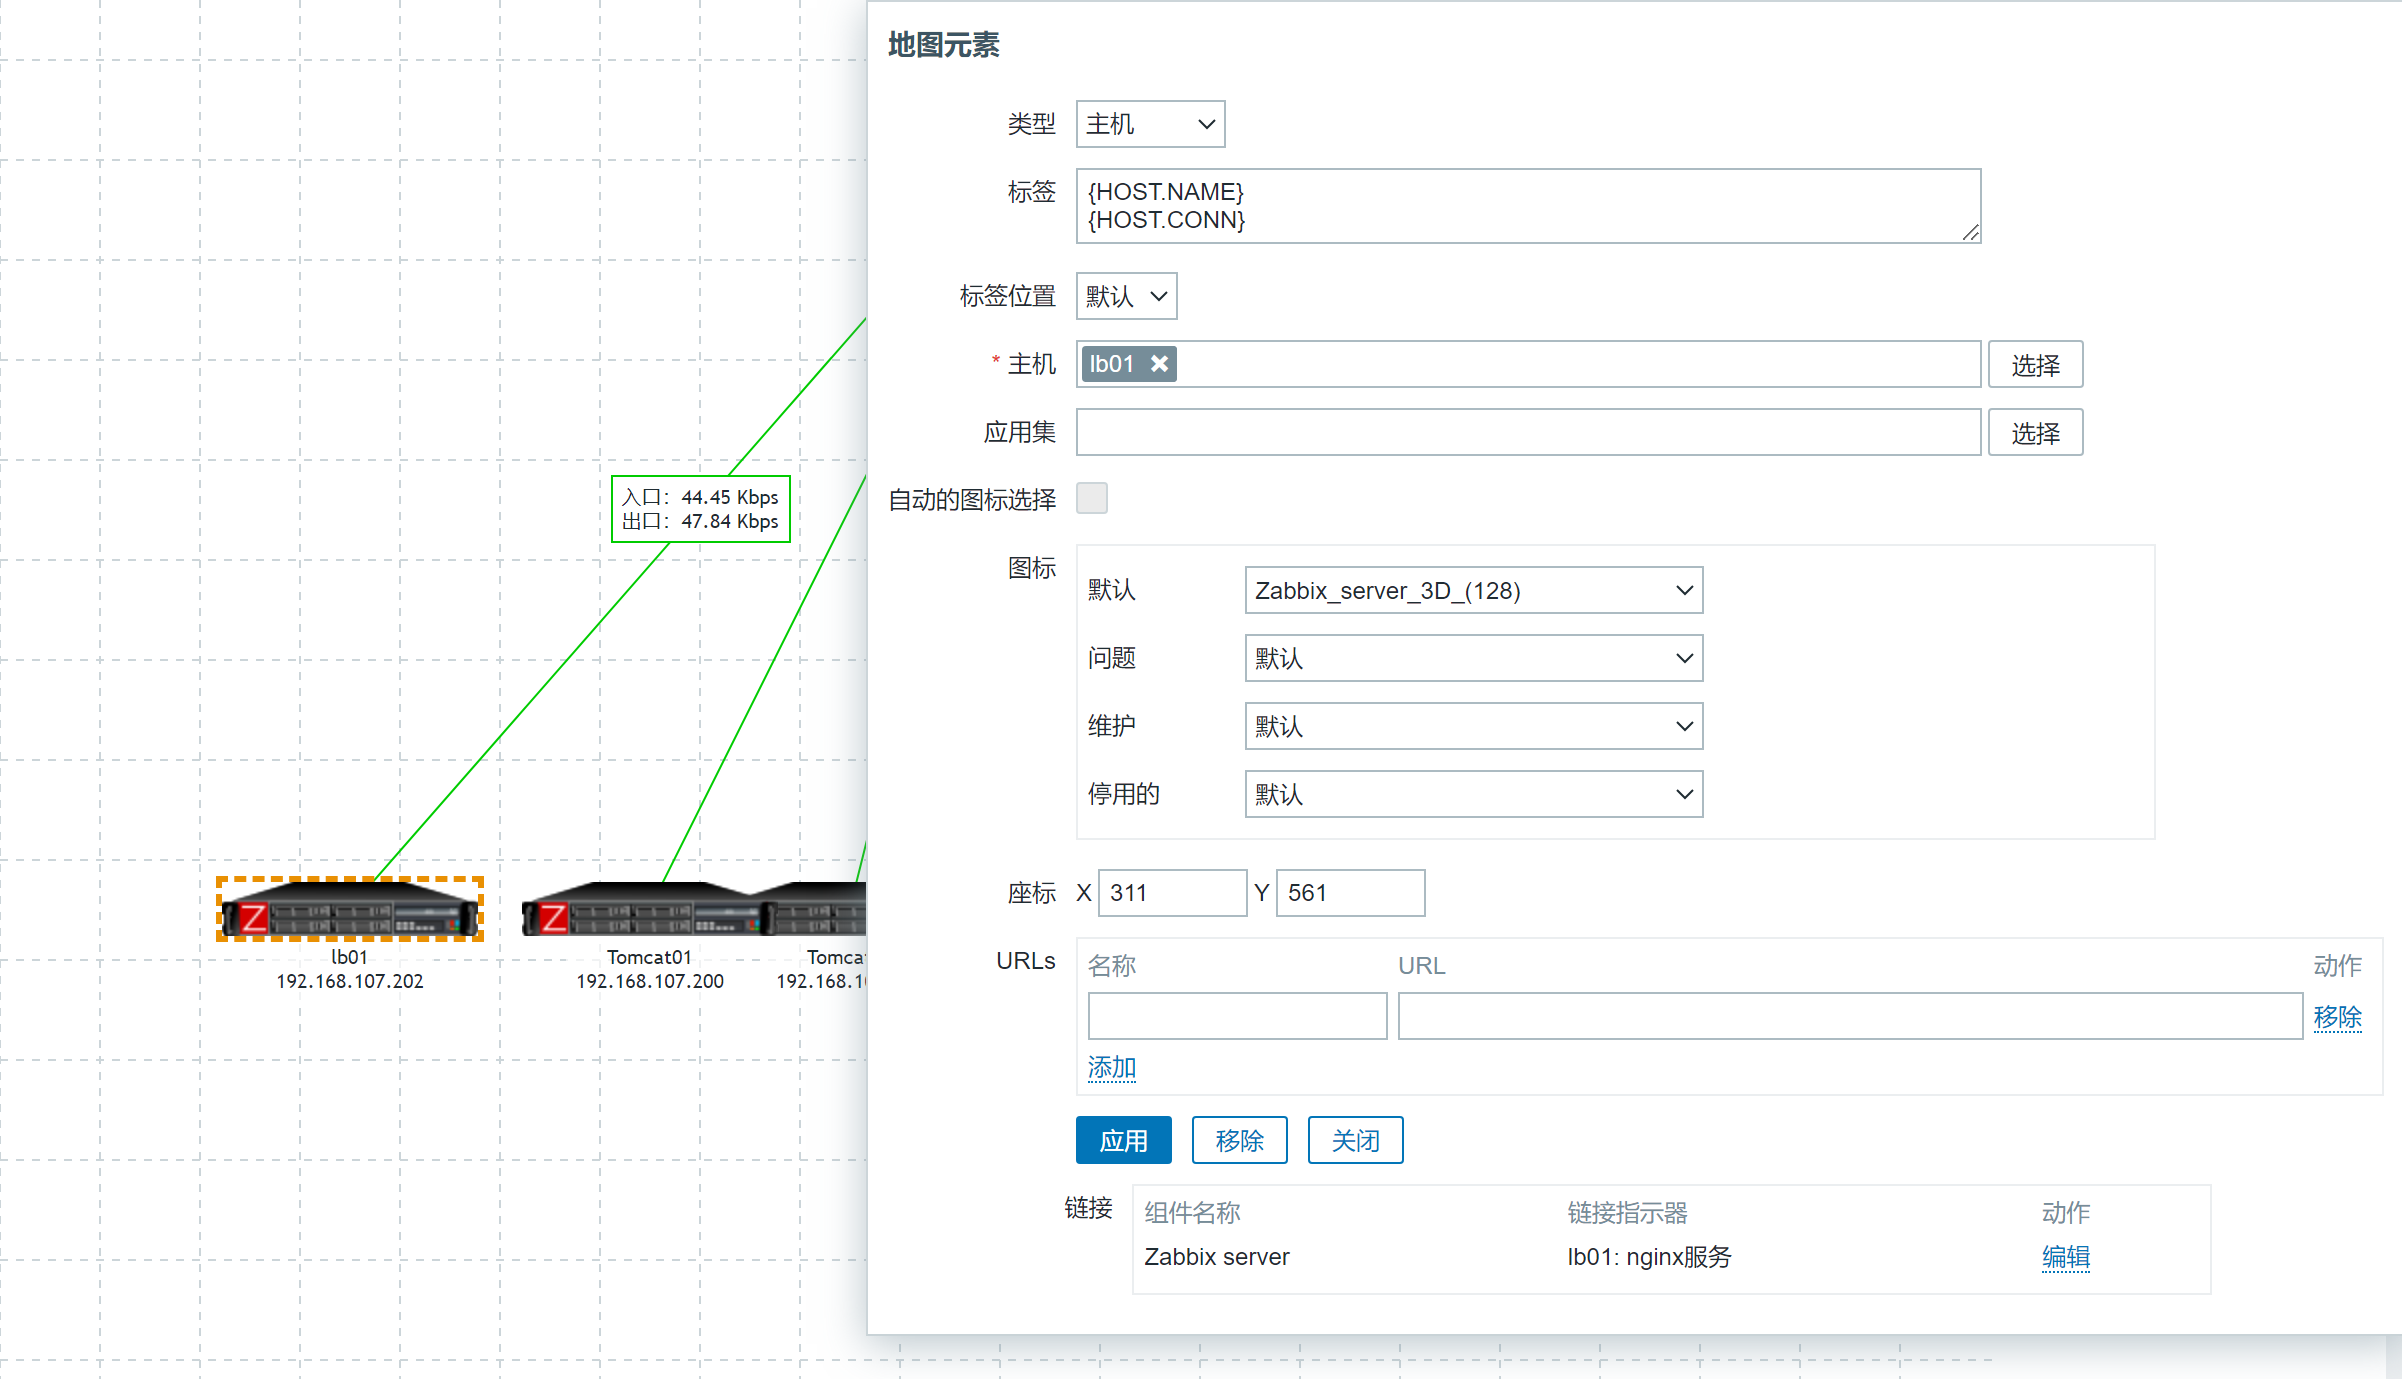 入口：44.45 Kbps
出口：47.84 Kbps
Z
lb01
192.168.107.202
Z
Tomcat01
192.168.107.200
地图元素
类型 主机
标签 {HOST.NAME}
{HOST.CONN}
标签位置 默认
* 主机 lb01 选择
应用集 选择
自动的图标选择
图标
默认 Zabbix_server_3D_(128)
问题 默认
维护 默认
停用的 默认
座标 X 311 Y 561
URLs 名称 URL 动作
移除
添加
应用 移除 关闭
链接 组件名称 链接指示器 动作
Zabbix server lb01: nginx服务 编辑